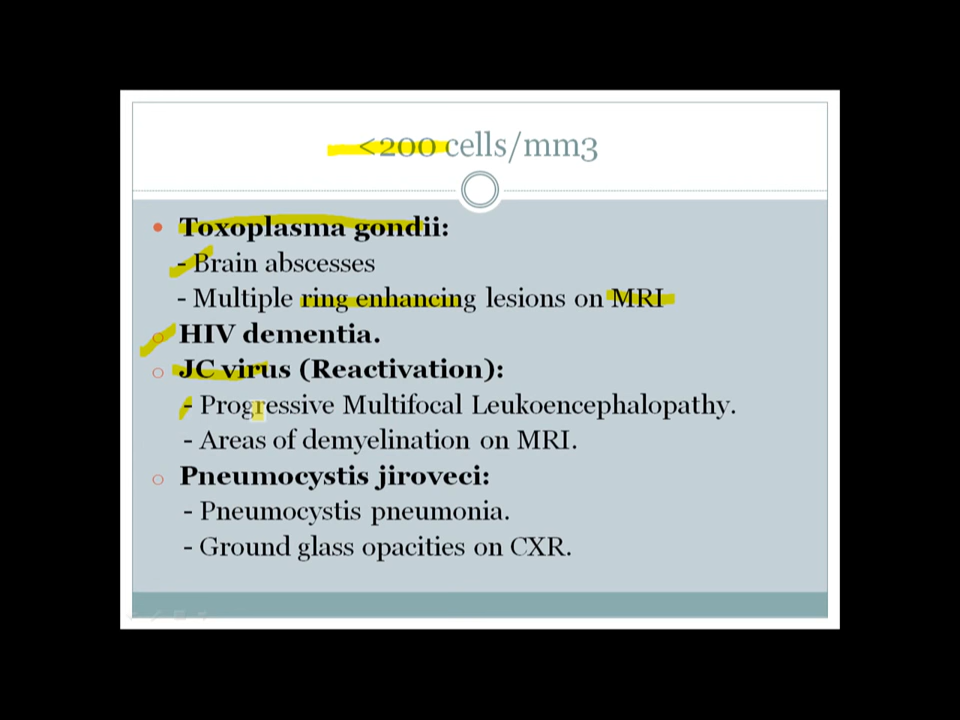 <200 cells/mm3
• Toxoplasma gondii:
- Brain abscesses
- Multiple ring enhancing lesions on MRI
o HIV dementia.
o JC virus (Reactivation):
- Progressive Multifocal Leukoencephalopathy.
- Areas of demyelination on MRI.
o Pneumocystis jiroveci:
- Pneumocystis pneumonia.
- Ground glass opacities on CXR.